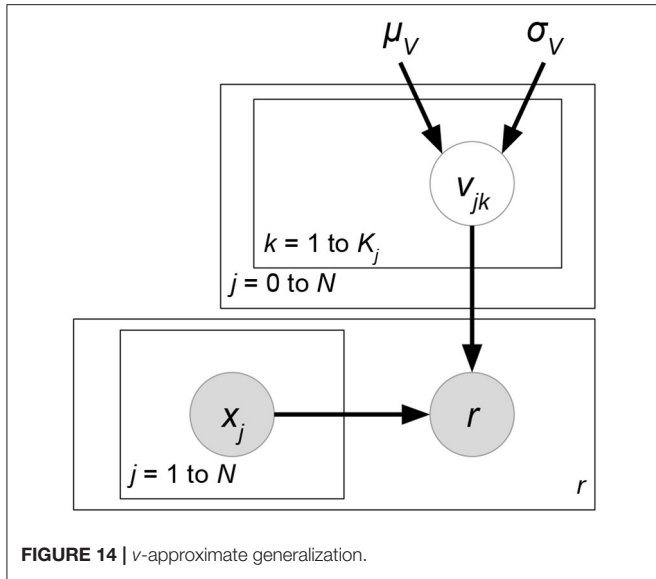 μ_V σ_V
v_jk
k = 1 to K_j
j = 0 to N
x_j r
j = 1 to N
r
FIGURE 14 | v-approximate generalization.